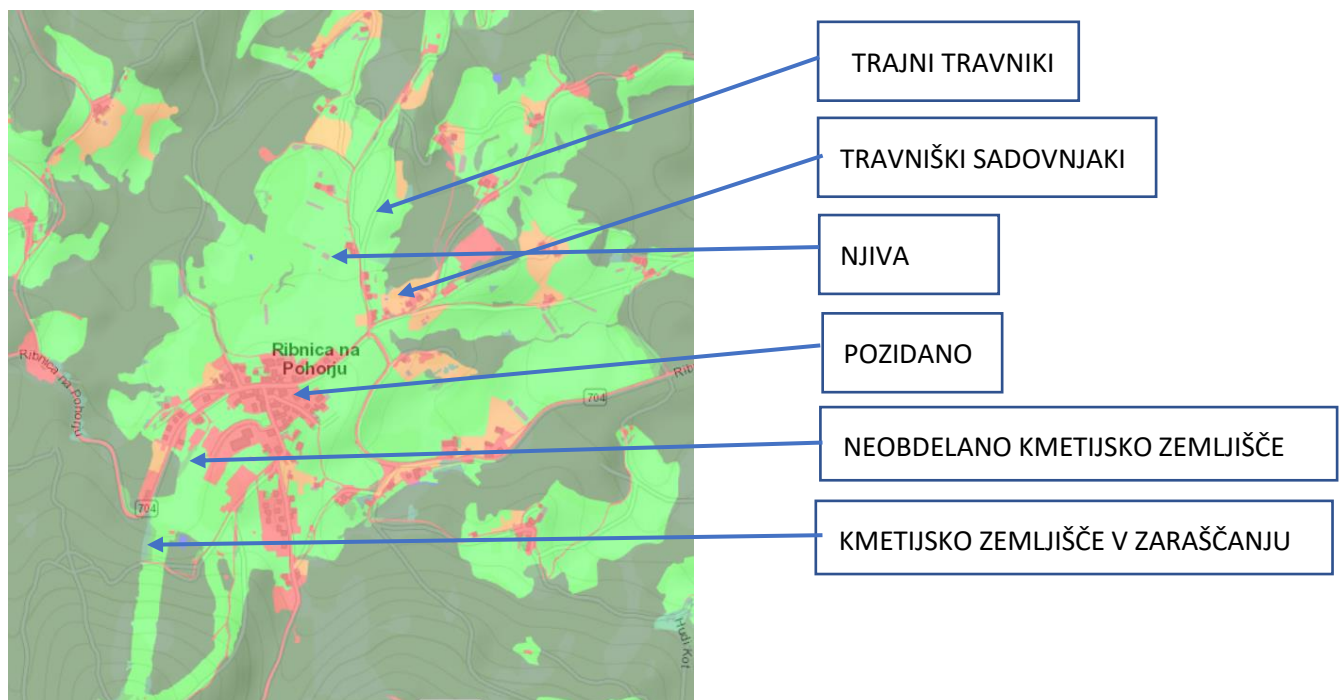 TRAJNI TRAVNIKI
TRAVNIŠKI SADOVNJAKI
NJIVA
POZIDANO
NEOBDELANO KMETIJSKO ZEMLJIŠČE
KMETIJSKO ZEMLJIŠČE V ZARAŠČANJU
Ribnica na
Pohorju
Ribnica na Pohorju
Rib
704
704
Hudi Kot